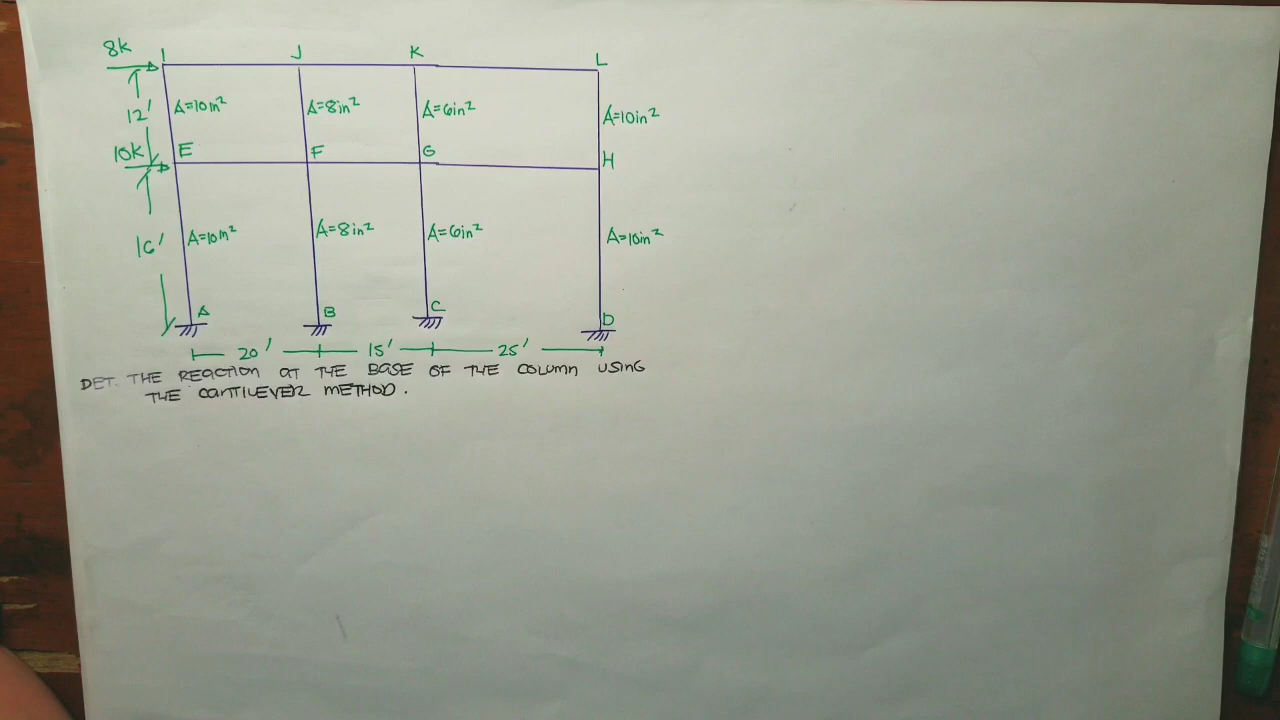 8k
I J K L
12' A=10in² A=8in² A=6in² A=10in²
10k E F G H
16' A=10in² A=8in² A=6in² A=10in²
A B C D
20' 15' 25'
DET. THE REACTION AT THE BASE OF THE COLUMN USING
THE CANTILEVER METHOD.